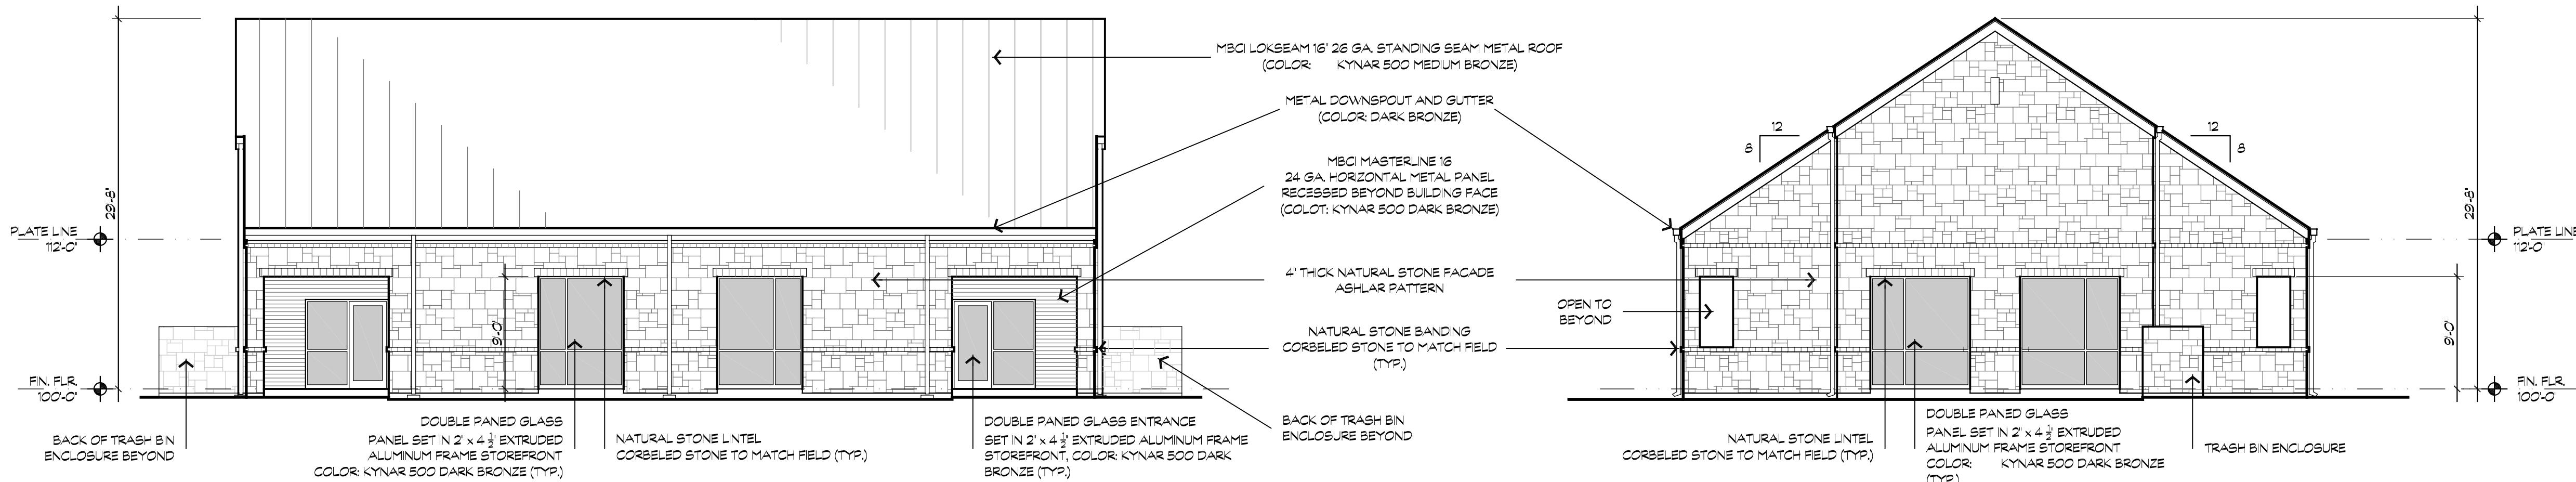 29'-8"
PLATE LINE
112'-0"
FIN. FLR.
100'-0"
9'-0"
BACK OF TRASH BIN
ENCLOSURE BEYOND
DOUBLE PANED GLASS
PANEL SET IN 2" x 4 1/2" EXTRUDED
ALUMINUM FRAME STOREFRONT
COLOR: KYNAR 500 DARK BRONZE (TYP.)
NATURAL STONE LINTEL
CORBELED STONE TO MATCH FIELD (TYP.)
DOUBLE PANED GLASS ENTRANCE
SET IN 2" x 4 1/2" EXTRUDED ALUMINUM FRAME
STOREFRONT, COLOR: KYNAR 500 DARK
BRONZE (TYP.)
MBCI LOKSEAM 16" 26 GA. STANDING SEAM METAL ROOF
(COLOR: KYNAR 500 MEDIUM BRONZE)
METAL DOWNSPOUT AND GUTTER
(COLOR: DARK BRONZE)
MBCI MASTERLINE 16
24 GA. HORIZONTAL METAL PANEL
RECESSED BEYOND BUILDING FACE
(COLOT: KYNAR 500 DARK BRONZE)
4" THICK NATURAL STONE FACADE
ASHLAR PATTERN
NATURAL STONE BANDING
CORBELED STONE TO MATCH FIELD
(TYP.)
BACK OF TRASH BIN
ENCLOSURE BEYOND
OPEN TO
BEYOND
12
8
12
8
NATURAL STONE LINTEL
CORBELED STONE TO MATCH FIELD (TYP.)
DOUBLE PANED GLASS
PANEL SET IN 2" x 4 1/2" EXTRUDED
ALUMINUM FRAME STOREFRONT
COLOR: KYNAR 500 DARK BRONZE
(TYP.)
TRASH BIN ENCLOSURE
29'-8"
9'-0"
PLATE LINE
112'-0"
FIN. FLR.
100'-0"